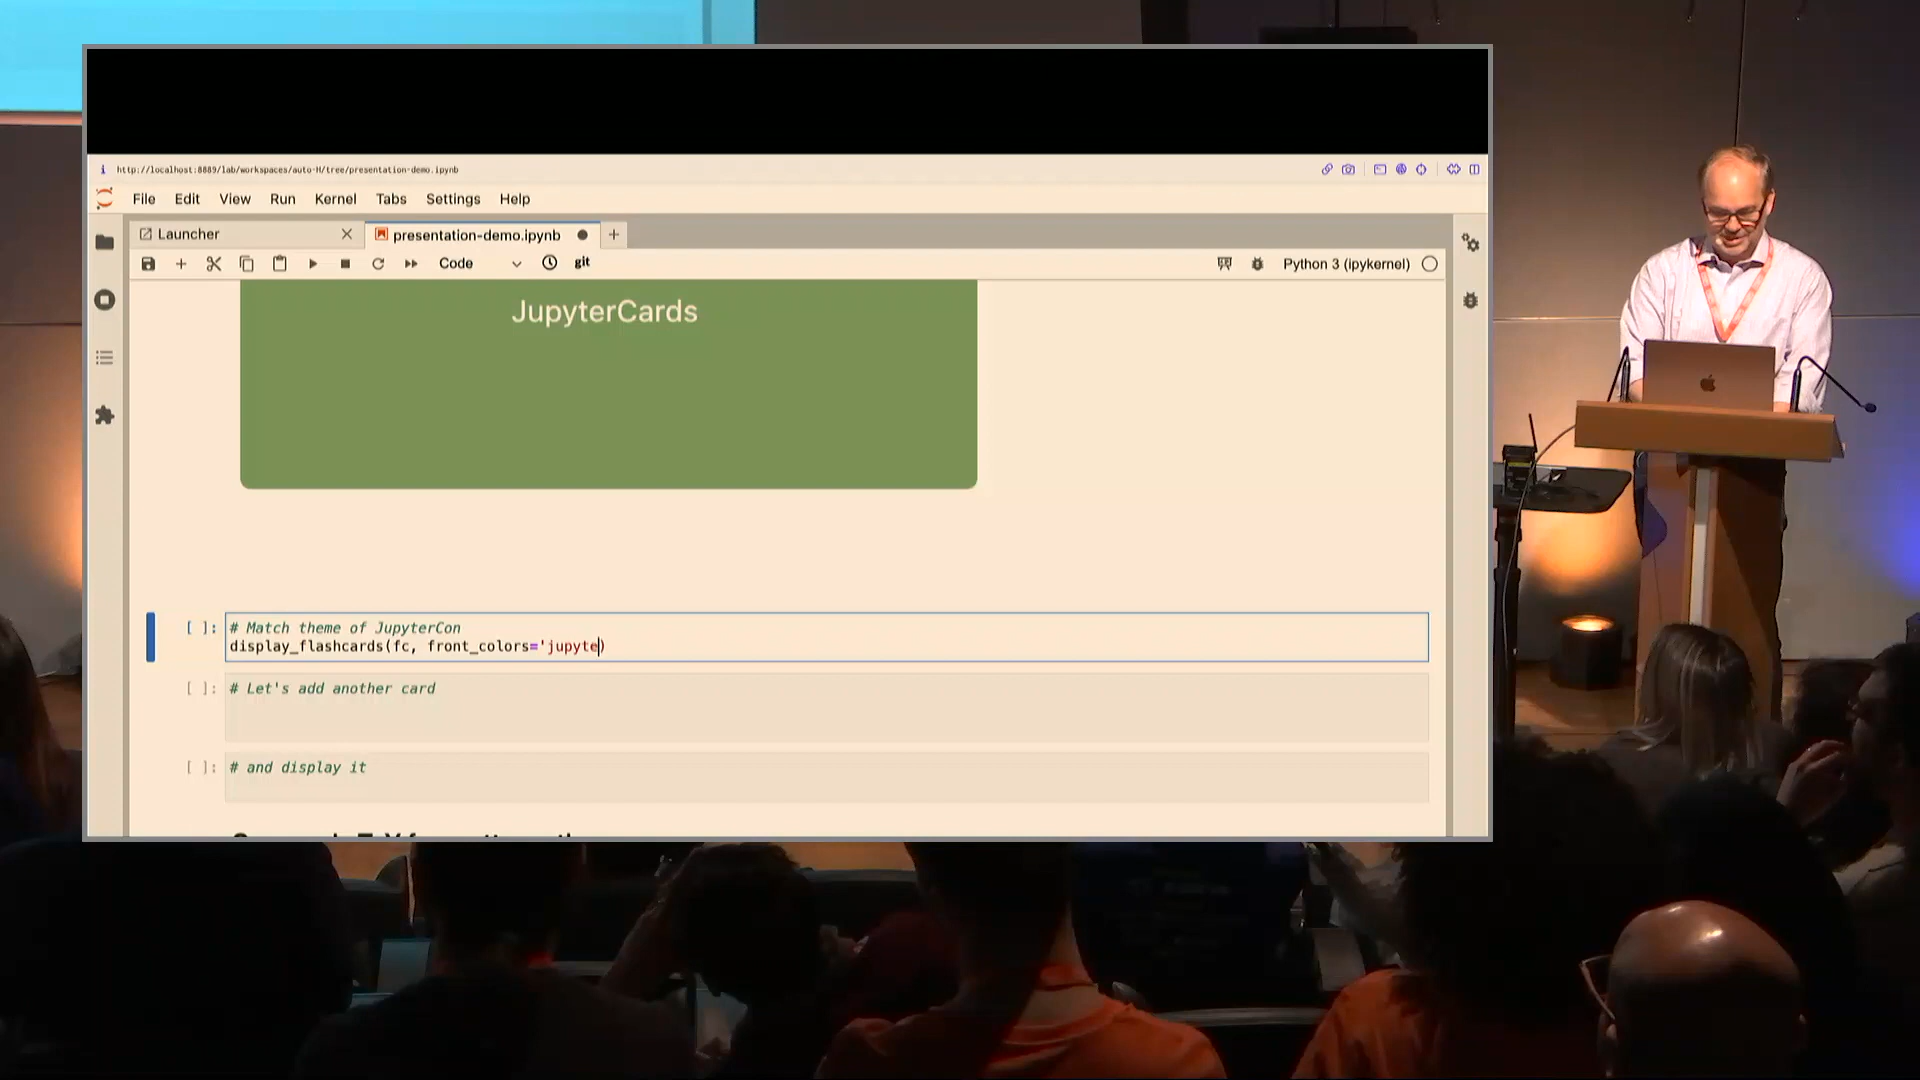 http://localhost:8889/lab/workspaces/auto-H/tree/presentation-demo.ipynb
File Edit View Run Kernel Tabs Settings Help
Launcher
presentation-demo.ipynb
Code
git
Python 3 (ipykernel)
JupyterCards
[ ]:
# Match theme of JupyterCon
display_flashcards(fc, front_colors='jupyte)
[ ]:
# Let's add another card
[ ]:
# and display it